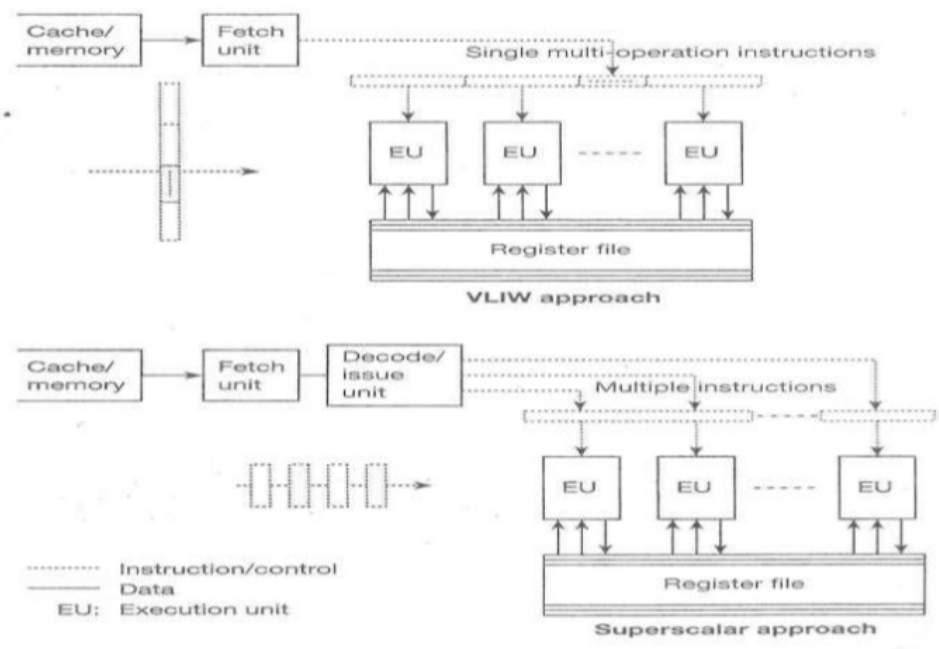 Cache/
memory
Fetch
unit
Single multi-operation instructions
EU
EU
EU
Register file
VLIW approach
Cache/
memory
Fetch
unit
Decode/
issue
unit
Multiple instructions
EU
EU
EU
Register file
Superscalar approach
Instruction/control
Data
EU: Execution unit